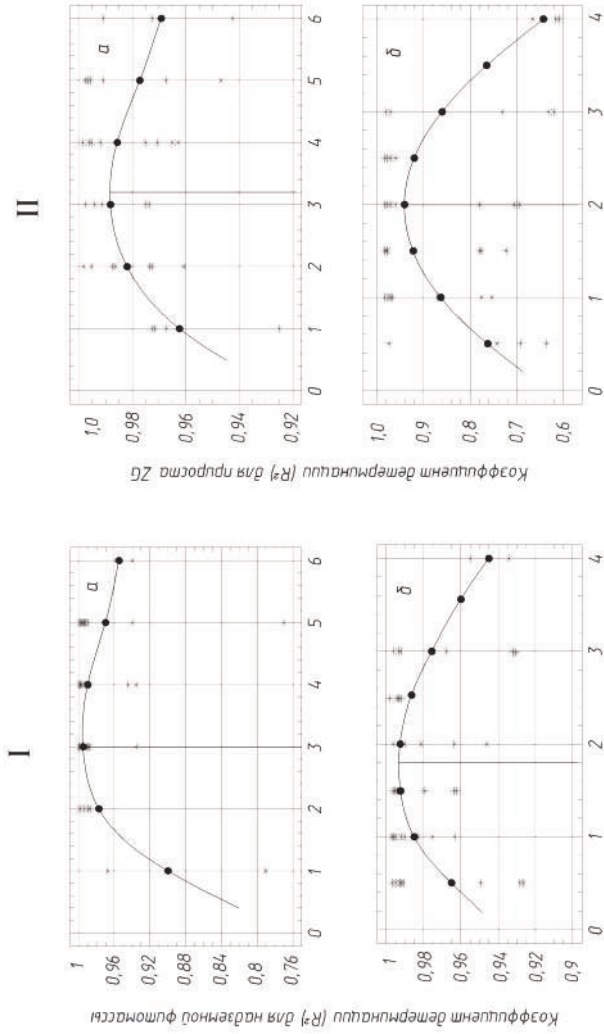 I
Коэффициент детерминации (R²) для надземной фитомассы
а
1
0,96
0,92
0,88
0,84
0,76
0 1 2 3 4 5 6
б
1
0,98
0,96
0,94
0,92
0,9
0 1 2 3 4
II
Коэффициент детерминации (R²) для прироста ZG
а
1,0
0,98
0,96
0,94
0,92
0 1 2 3 4 5 6
б
1,0
0,9
0,8
0,7
0,6
0 1 2 3 4